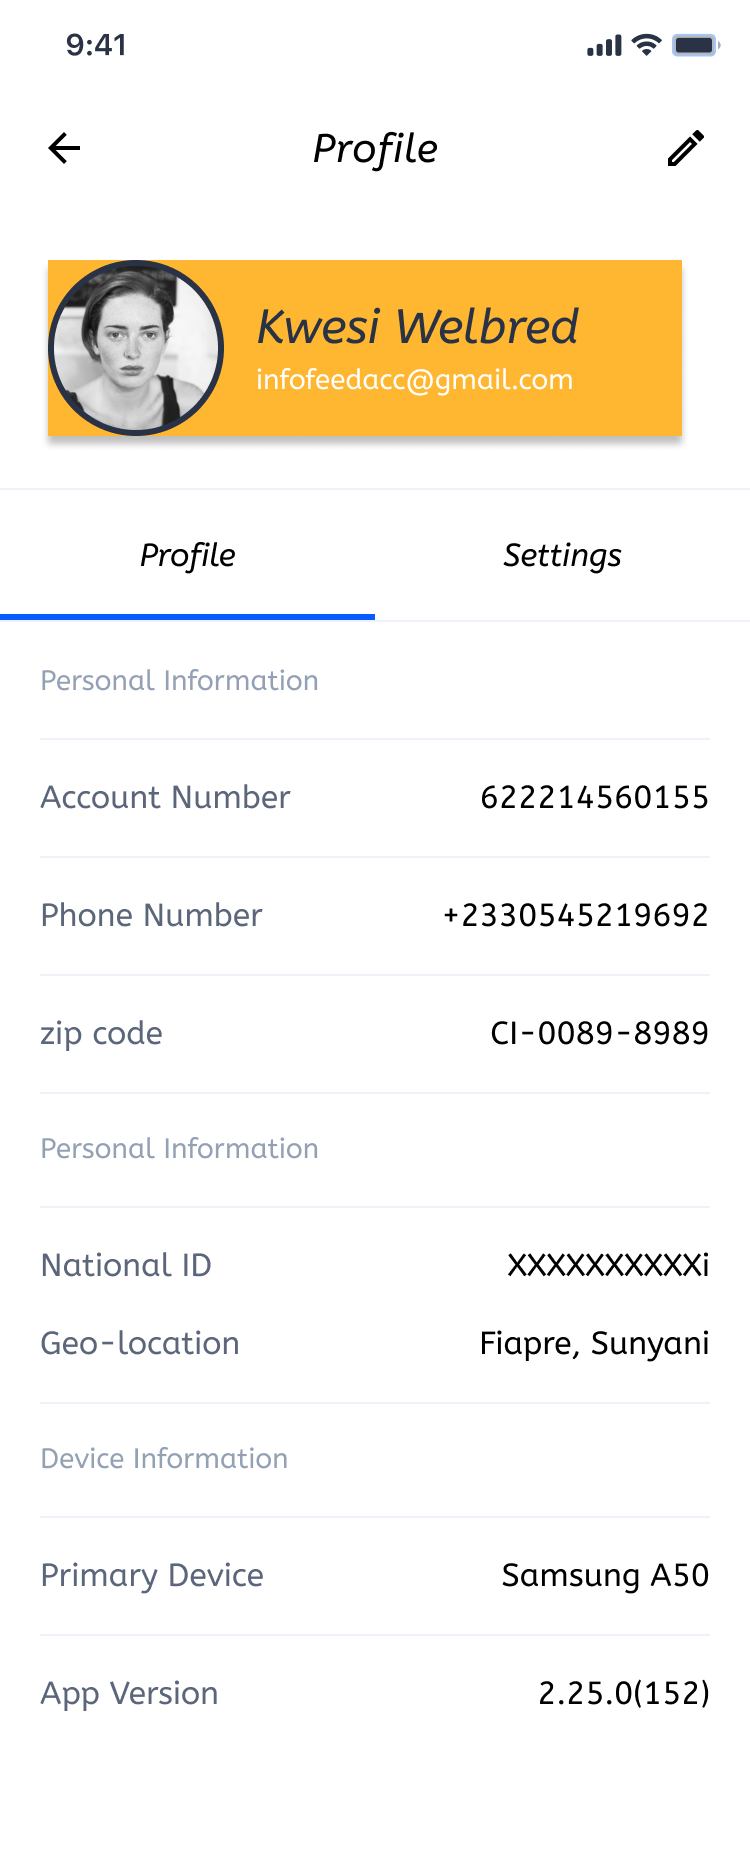 9:41
Profile
Kwesi Welbred
infofeedacc@gmail.com
Profile Settings
Personal Information
Account Number 622214560155
Phone Number +2330545219692
zip code CI-0089-8989
Personal Information
National ID XXXXXXXXXXi
Geo-location Fiapre, Sunyani
Device Information
Primary Device Samsung A50
App Version 2.25.0(152)